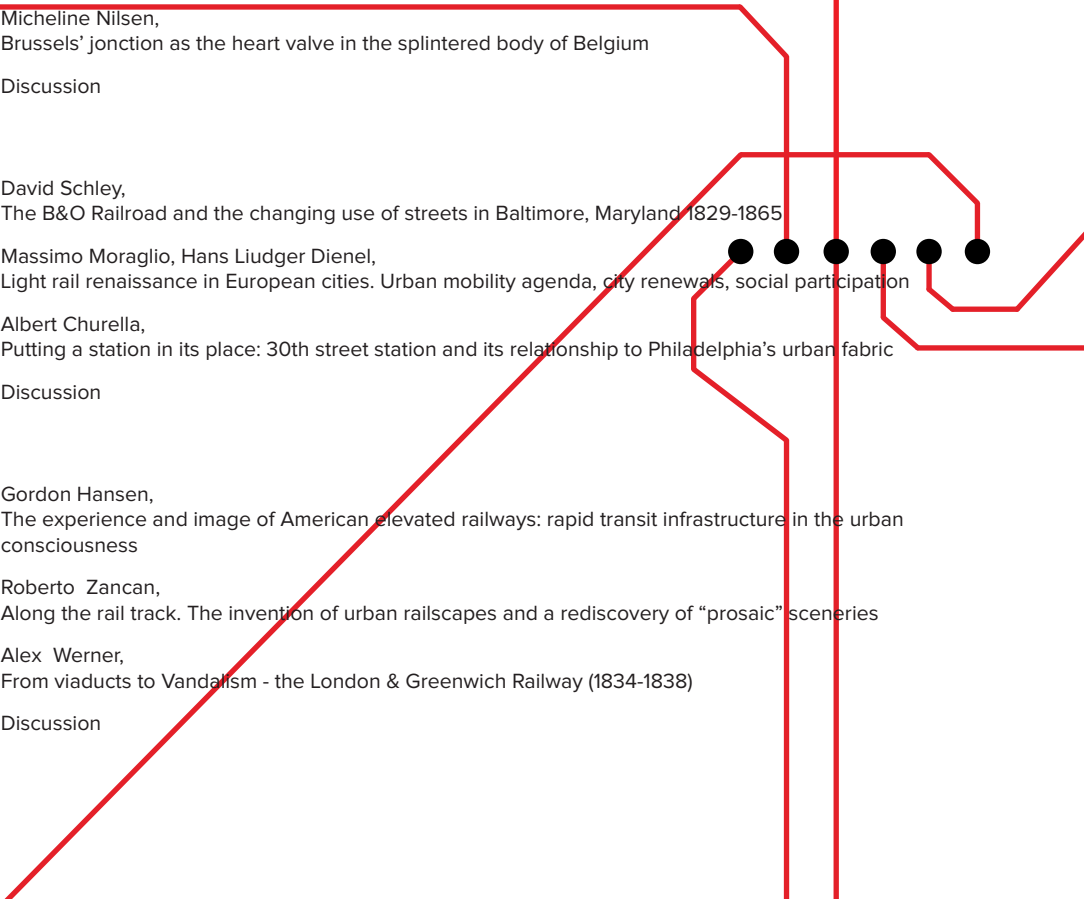 Micheline Nilsen,
Brussels’ jonction as the heart valve in the splintered body of Belgium
Discussion
David Schley,
The B&O Railroad and the changing use of streets in Baltimore, Maryland 1829-1865
Massimo Moraglio, Hans Liudger Dienel,
Light rail renaissance in European cities. Urban mobility agenda, city renewals, social participation
Albert Churella,
Putting a station in its place: 30th street station and its relationship to Philadelphia’s urban fabric
Discussion
Gordon Hansen,
The experience and image of American elevated railways: rapid transit infrastructure in the urban
consciousness
Roberto  Zancan,
Along the rail track. The invention of urban railscapes and a rediscovery of “prosaic” sceneries
Alex  Werner,
From viaducts to Vandalism - the London & Greenwich Railway (1834-1838)
Discussion